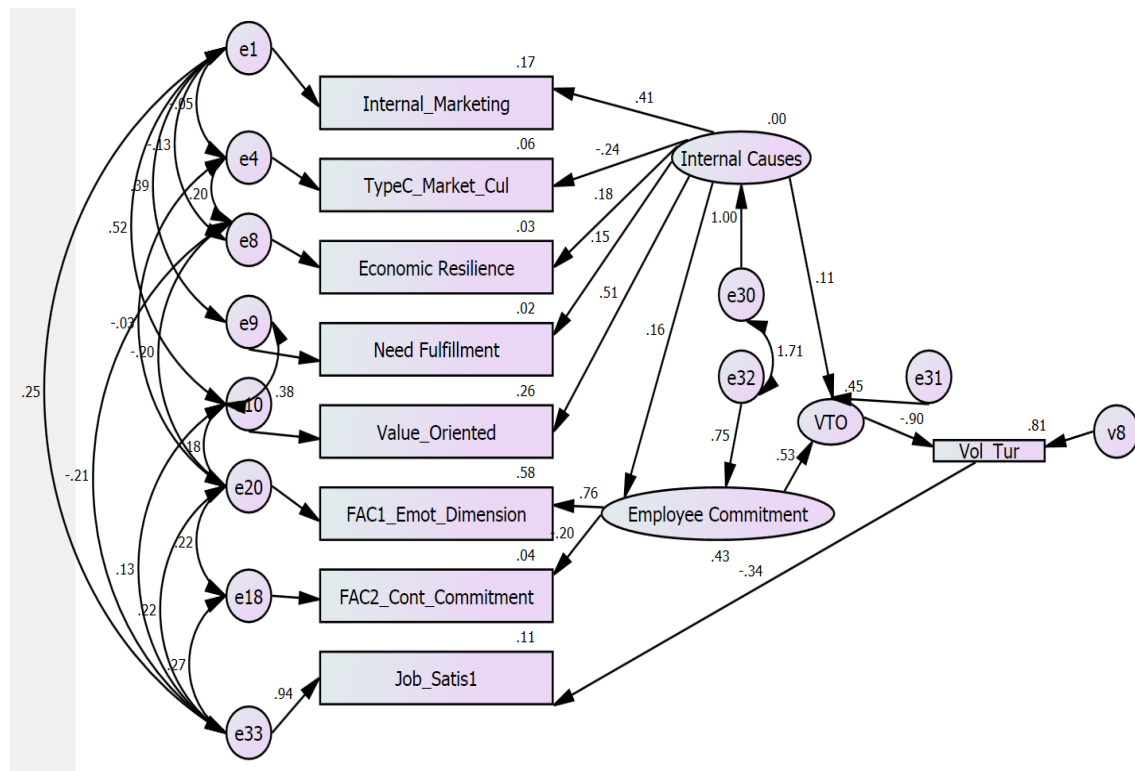 e1
.17
Internal_Marketing
.41
.00
Internal Causes
-.05
-.13
e4
.06
TypeC_Market_Cul
-.24
.39
.20
.18
.52
e8
.03
Economic Resilience
.15
1.00
e30
.11
.51
e9
.02
Need Fulfillment
.16
-.03
-.20
1.71
e32
.25
.38
10
.26
Value_Oriented
.45
e31
VTO
-.90
.81
v8
Vol_Tur
.18
.75
.53
-.21
e20
.58
FAC1_Emot_Dimension
.76
Employee Commitment
-.20
.43
.22
.04
-.34
.13
e18
FAC2_Cont_Commitment
.22
.27
.11
Job_Satis1
.94
e33